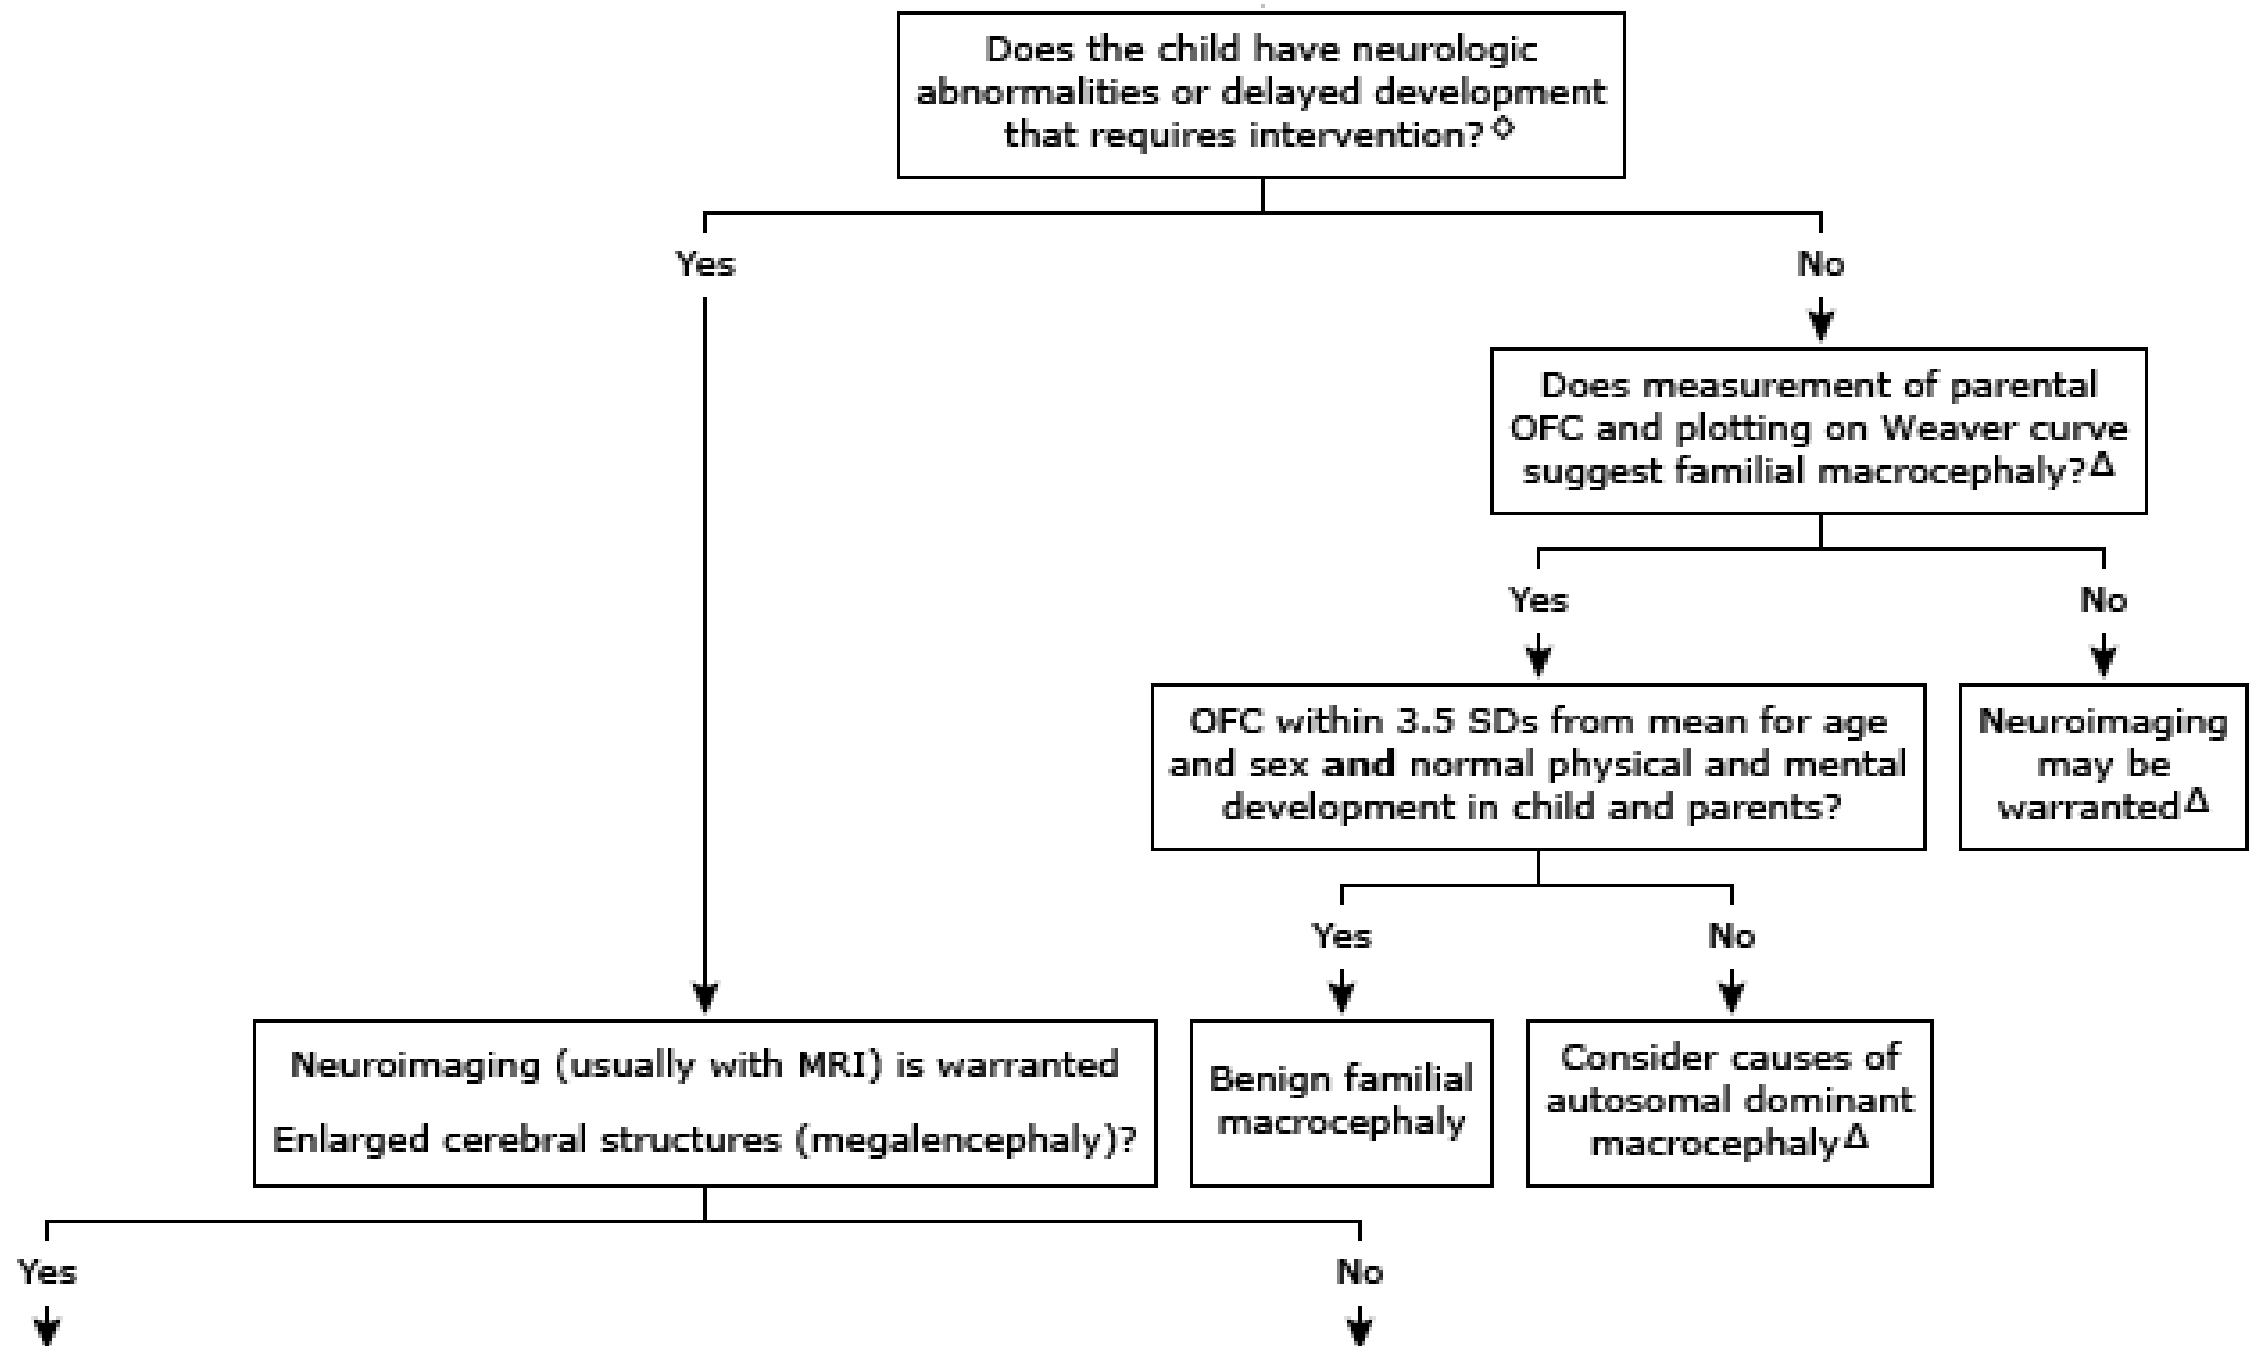 Does the child have neurologic
abnormalities or delayed development
that requires intervention?◊
Yes
No
Does measurement of parental
OFC and plotting on Weaver curve
suggest familial macrocephaly?Δ
Yes
No
OFC within 3.5 SDs from mean for age
and sex and normal physical and mental
development in child and parents?
Neuroimaging
may be
warrantedΔ
Yes
No
Neuroimaging (usually with MRI) is warranted
Enlarged cerebral structures (megalencephaly)?
Benign familial
macrocephaly
Consider causes of
autosomal dominant
macrocephalyΔ
Yes
No